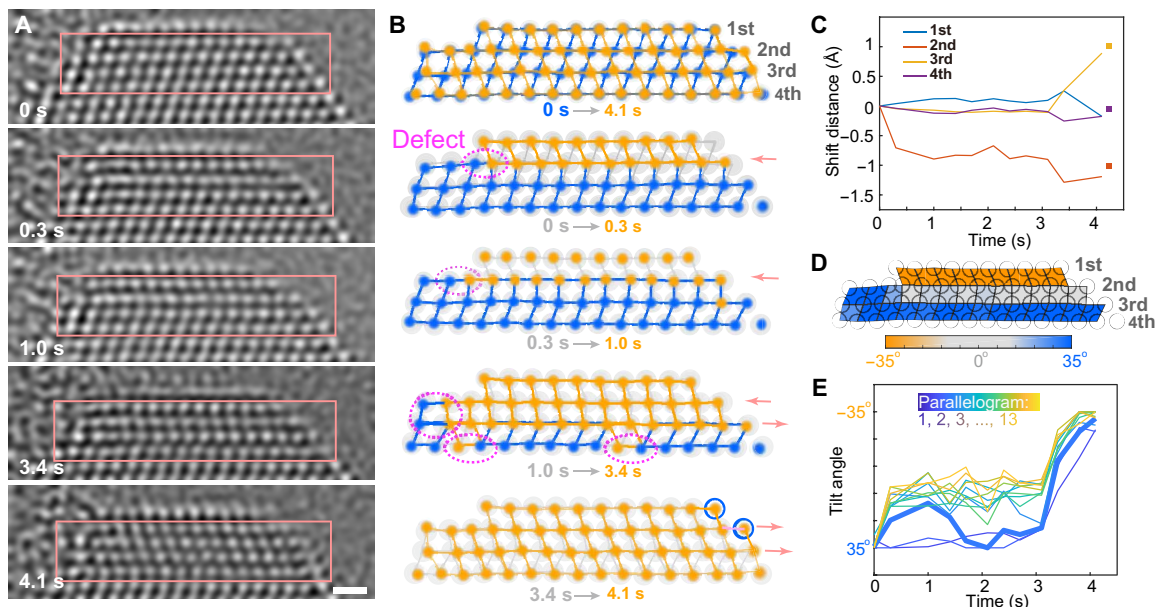 A
0 s
0.3 s
1.0 s
3.4 s
4.1 s
B
1st
2nd
3rd
4th
0 s → 4.1 s
Defect
0 s → 0.3 s
0.3 s → 1.0 s
1.0 s → 3.4 s
3.4 s → 4.1 s
C
Shift distance (Å)
1
0.5
0
−0.5
−1
−1.5
1st
2nd
3rd
4th
0 1 2 3 4
Time (s)
D
1st
2nd
3rd
4th
−35° 0° 35°
E
Tilt angle
-35°
35°
Parallelogram:
1, 2, 3, ..., 13
0 1 2 3 4 5
Time (s)